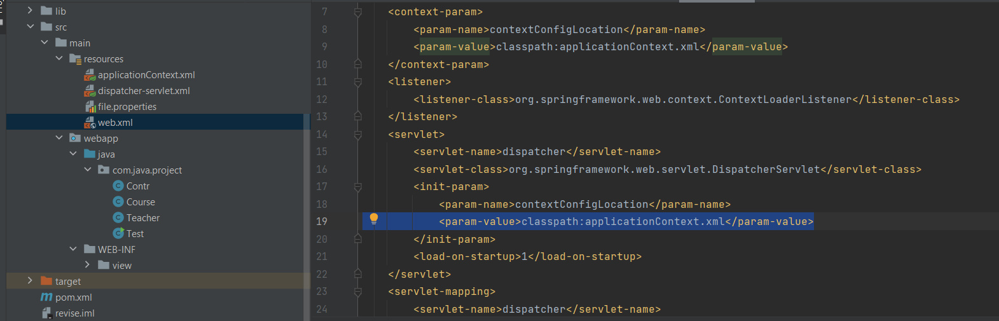 lib
src
main
resources
applicationContext.xml
dispatcher-servlet.xml
file.properties
web.xml
webapp
java
com.java.project
Contr
Course
Teacher
Test
WEB-INF
view
target
pom.xml
revise.iml
7 <context-param>
8 <param-name>contextConfigLocation</param-name>
9 <param-value>classpath:applicationContext.xml</param-value>
10 </context-param>
11 <listener>
12 <listener-class>org.springframework.web.context.ContextLoaderListener</listener-class>
13 </listener>
14 <servlet>
15 <servlet-name>dispatcher</servlet-name>
16 <servlet-class>org.springframework.web.servlet.DispatcherServlet</servlet-class>
17 <init-param>
18 <param-name>contextConfigLocation</param-name>
19 <param-value>classpath:applicationContext.xml</param-value>
20 </init-param>
21 <load-on-startup>1</load-on-startup>
22 </servlet>
23 <servlet-mapping>
24 <servlet-name>dispatcher</servlet-name>